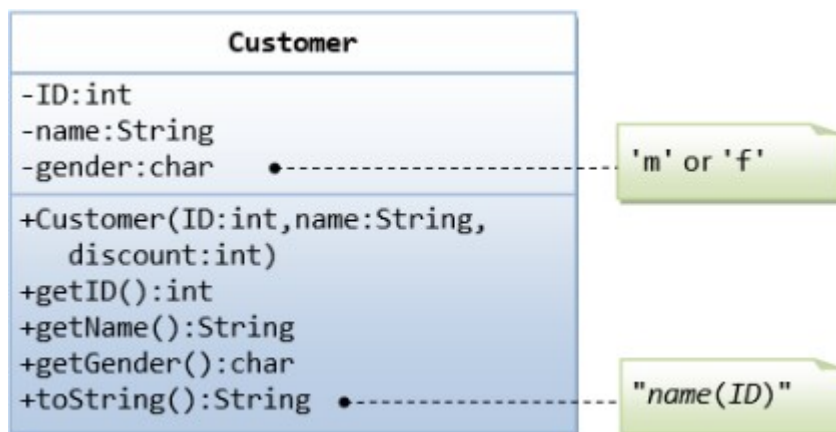 Customer
-ID:int
-name:String
-gender:char
'm' or 'f'
+Customer(ID:int,name:String,
discount:int)
+getID():int
+getName():String
+getGender():char
+toString():String
"name(ID)"